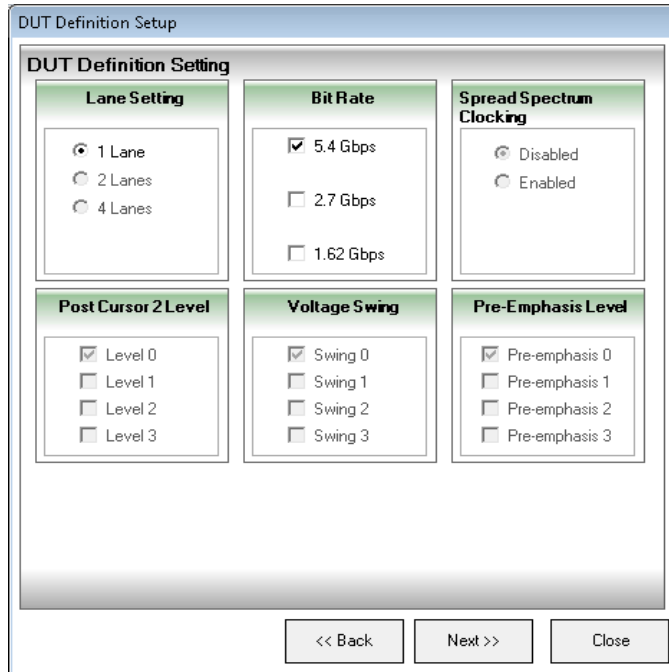 DUT Definition Setup
DUT Definition Setting
Lane Setting
1 Lane
2 Lanes
4 Lanes
Bit Rate
5.4 Gbps
2.7 Gbps
1.62 Gbps
Spread Spectrum
Clocking
Disabled
Enabled
Post Cursor 2 Level
Level 0
Level 1
Level 2
Level 3
Voltage Swing
Swing 0
Swing 1
Swing 2
Swing 3
Pre-Emphasis Level
Pre-emphasis 0
Pre-emphasis 1
Pre-emphasis 2
Pre-emphasis 3
<< Back
Next >>
Close